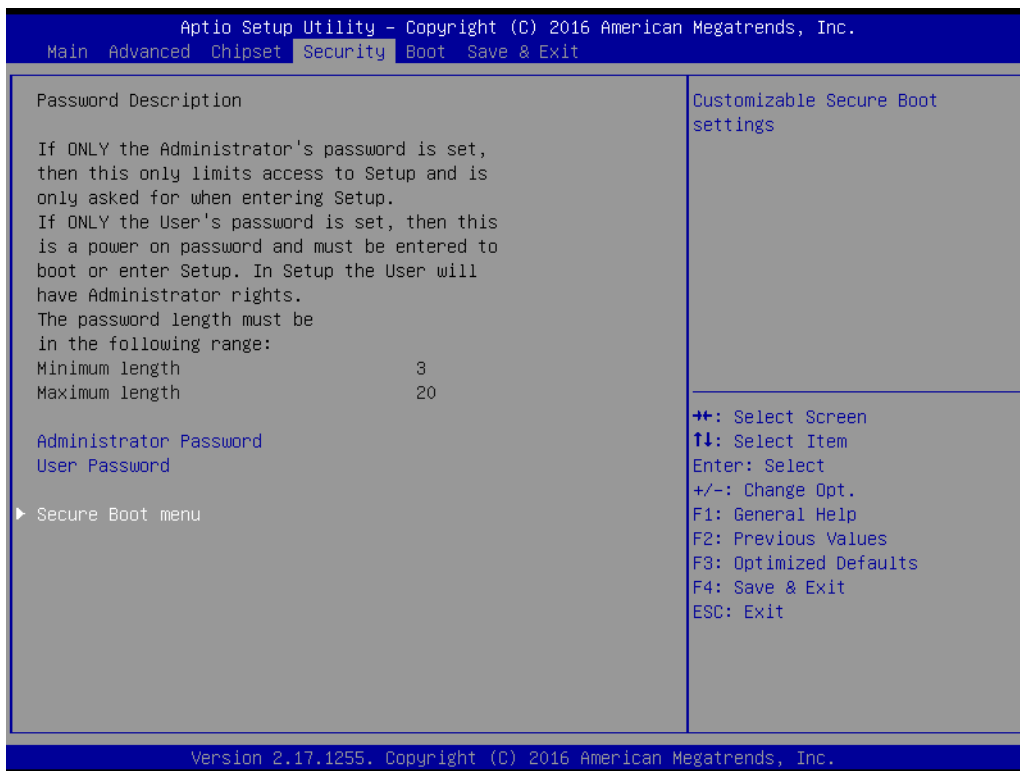 Aptio Setup Utility – Copyright (C) 2016 American Megatrends, Inc.
Main Advanced Chipset Security Boot Save & Exit
Password Description
If ONLY the Administrator's password is set,
then this only limits access to Setup and is
only asked for when entering Setup.
If ONLY the User's password is set, then this
is a power on password and must be entered to
boot or enter Setup. In Setup the User will
have Administrator rights.
The password length must be
in the following range:
Minimum length 3
Maximum length 20
Administrator Password
User Password
Secure Boot menu
Customizable Secure Boot
settings
→←: Select Screen
↑↓: Select Item
Enter: Select
+/-: Change Opt.
F1: General Help
F2: Previous Values
F3: Optimized Defaults
F4: Save & Exit
ESC: Exit
Version 2.17.1255. Copyright (C) 2016 American Megatrends, Inc.